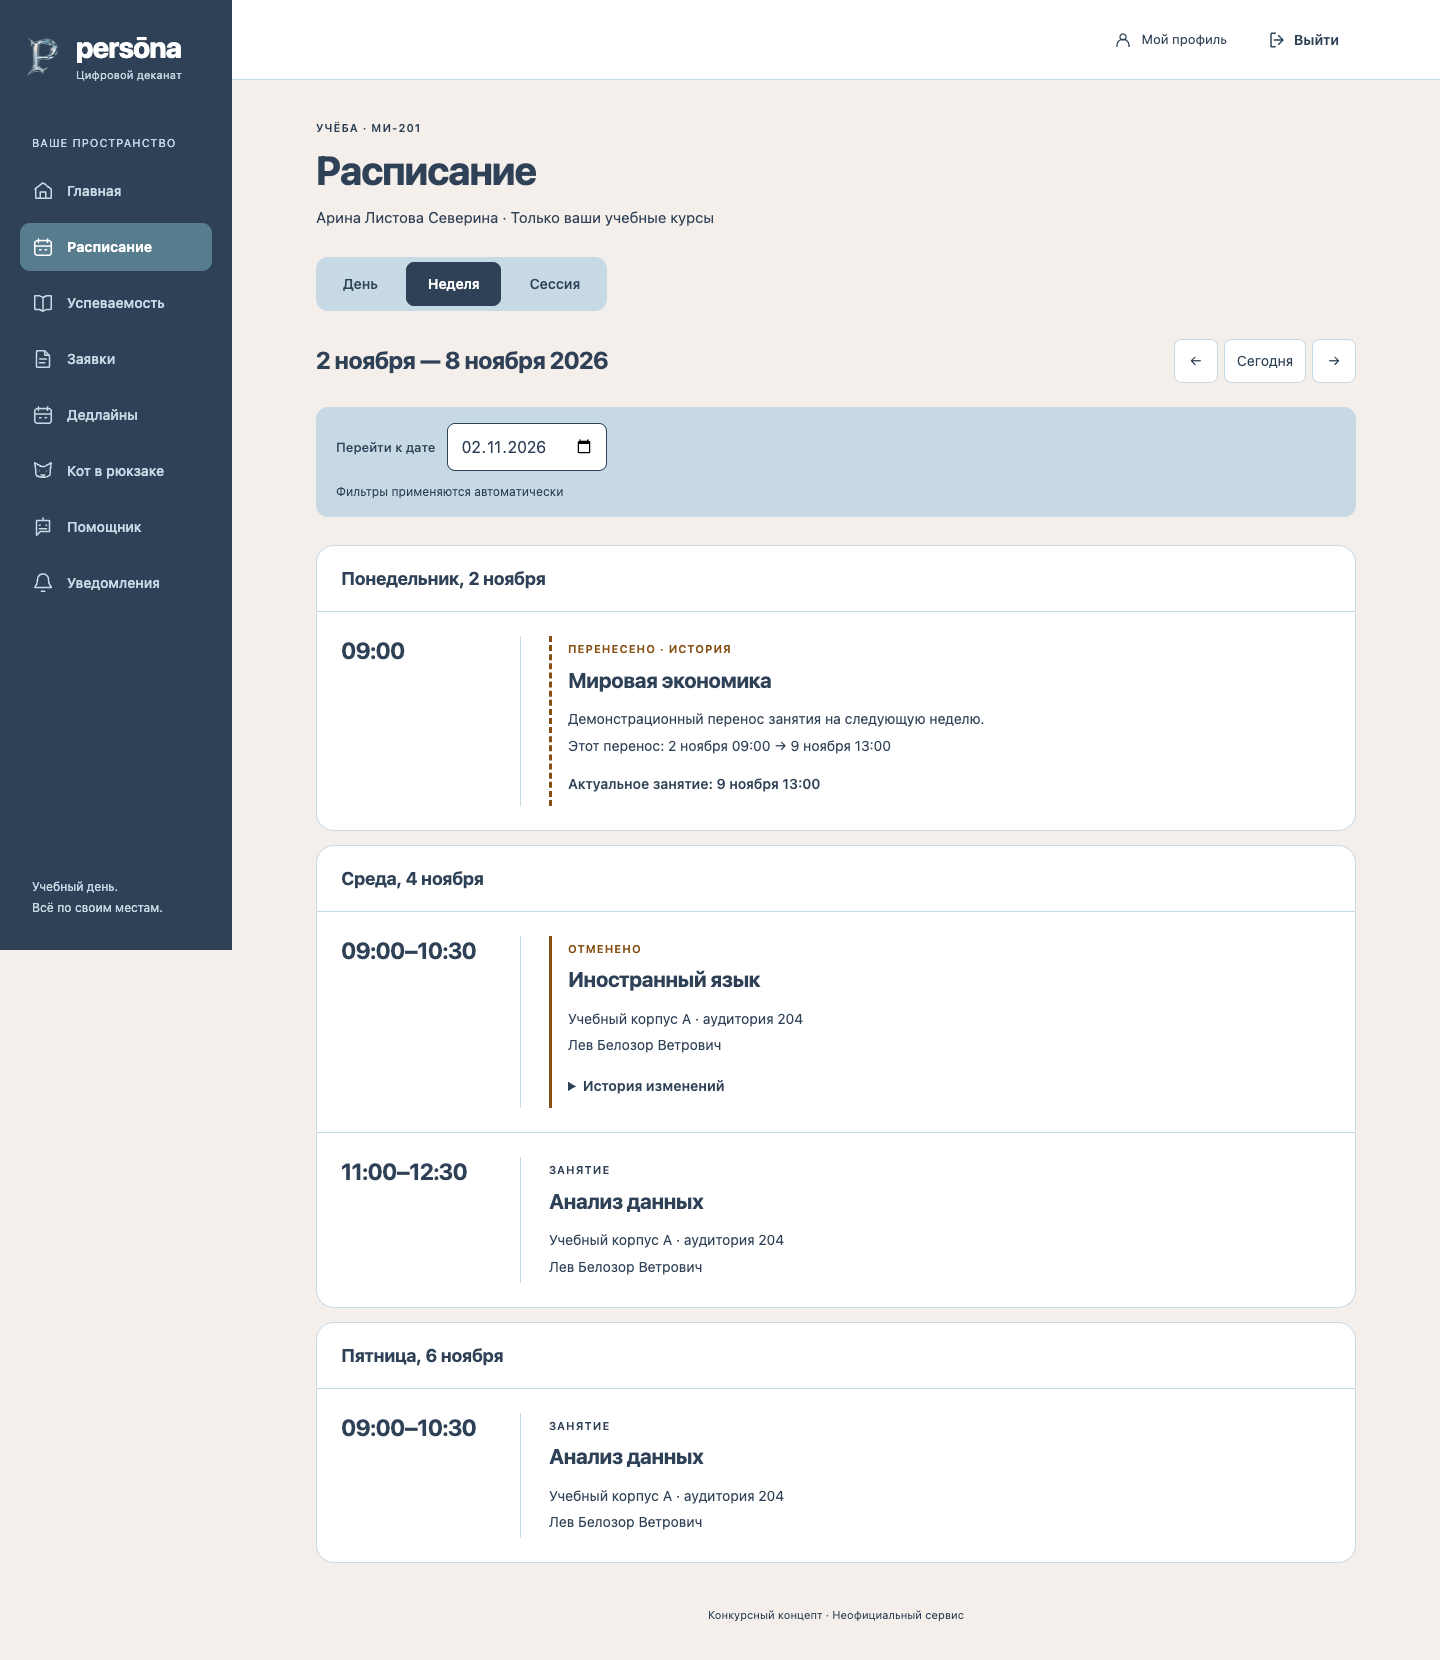 persōna
Цифровой деканат
ВАШЕ ПРОСТРАНСТВО
Главная
Расписание
Успеваемость
Заявки
Дедлайны
Кот в рюкзаке
Помощник
Уведомления
Учебный день.
Всё по своим местам.
Мой профиль
Выйти
УЧЁБА · МИ-201
Расписание
Арина Листова Северина · Только ваши учебные курсы
День
Неделя
Сессия
2 ноября — 8 ноября 2026
←
Сегодня
→
Перейти к дате
02.11.2026
Фильтры применяются автоматически
Понедельник, 2 ноября
09:00
ПЕРЕНЕСЕНО · ИСТОРИЯ
Мировая экономика
Демонстрационный перенос занятия на следующую неделю.
Этот перенос: 2 ноября 09:00 → 9 ноября 13:00
Актуальное занятие: 9 ноября 13:00
Среда, 4 ноября
09:00–10:30
ОТМЕНЕНО
Иностранный язык
Учебный корпус А · аудитория 204
Лев Белозор Ветрович
История изменений
11:00–12:30
ЗАНЯТИЕ
Анализ данных
Учебный корпус А · аудитория 204
Лев Белозор Ветрович
Пятница, 6 ноября
09:00–10:30
ЗАНЯТИЕ
Анализ данных
Учебный корпус А · аудитория 204
Лев Белозор Ветрович
Конкурсный концепт · Неофициальный сервис